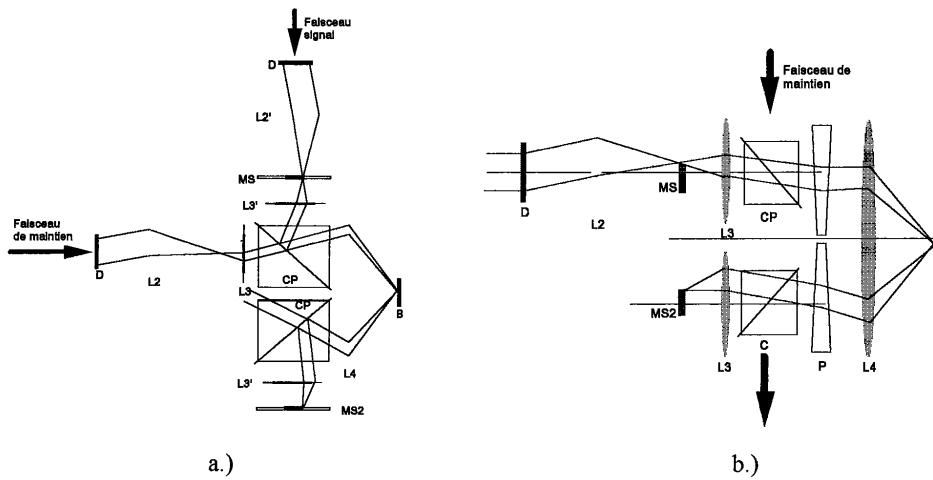 Faisceau
signal
D
L2'
MS
L3'
Faisceau
de maintien
D
L2
L3
CP
CP
B
L4
L3'
MS2
a.)
Faisceau de
maintien
D
L2
MS
L3
CP
MS2
L3
C
P
L4
b.)